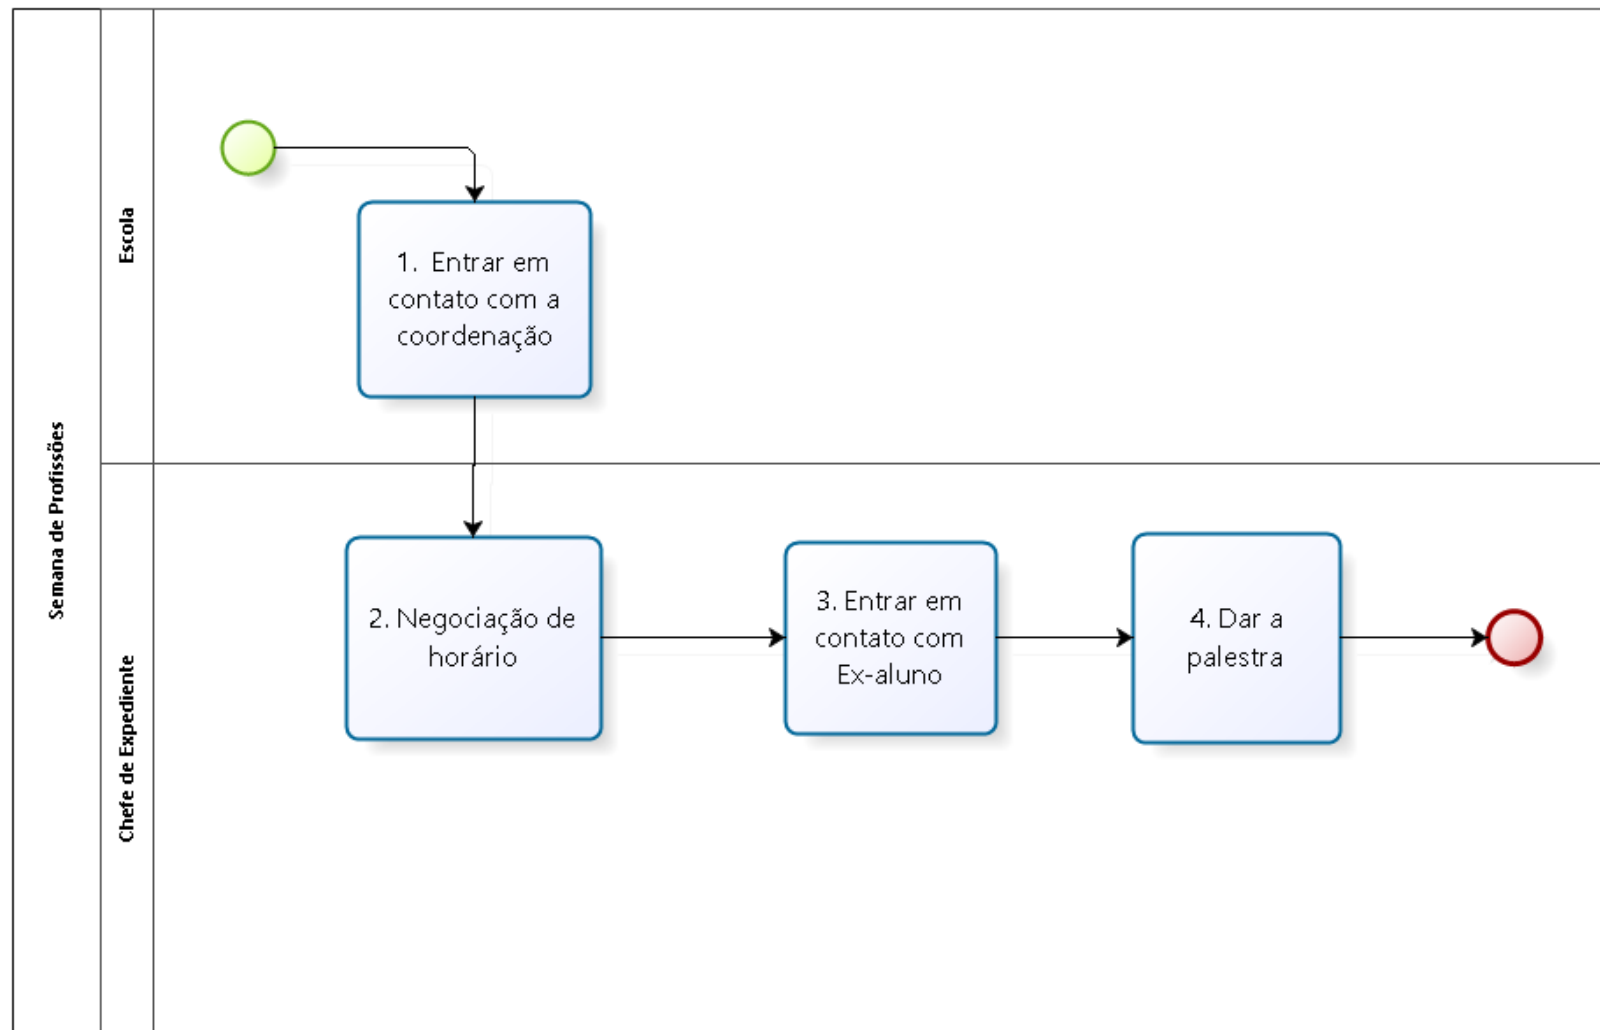 Semana de Profissões
Escola
1.  Entrar em
contato com a
coordenação
Chefe de Expediente
2. Negociação de
horário
3. Entrar em
contato com
Ex-aluno
4. Dar a
palestra